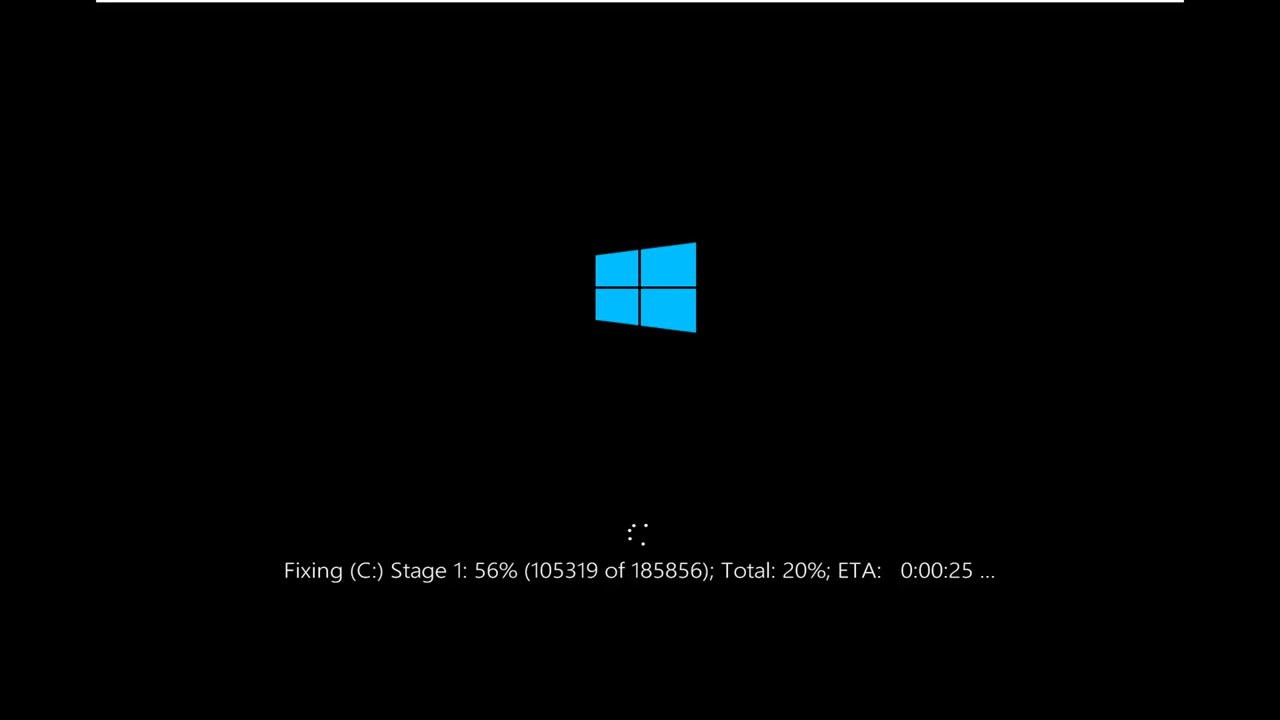 Fixing (C:) Stage 1: 56% (105319 of 185856); Total: 20%; ETA:   0:00:25 ...